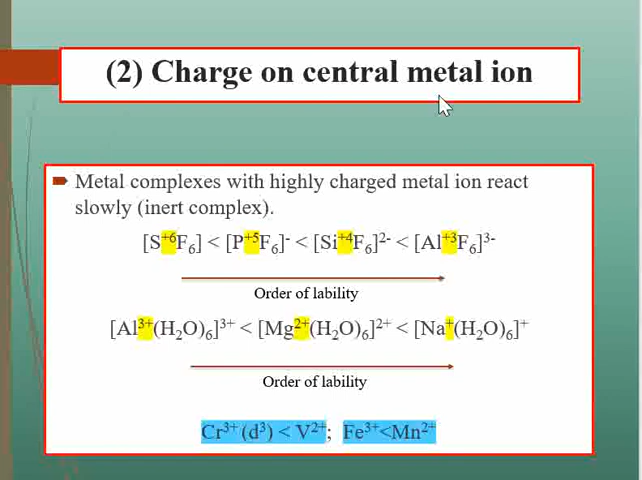 (2) Charge on central metal ion
Metal complexes with highly charged metal ion react
slowly (inert complex).
[S⁺⁶F₆] < [P⁺⁵F₆]⁻ < [Si⁺⁴F₆]²⁻ < [Al⁺³F₆]³⁻
Order of lability
[Al³⁺(H₂O)₆]³⁺ < [Mg²⁺(H₂O)₆]²⁺ < [Na⁺(H₂O)₆]⁺
Order of lability
Cr³⁺ (d³) < V²⁺; Fe³⁺<Mn²⁺